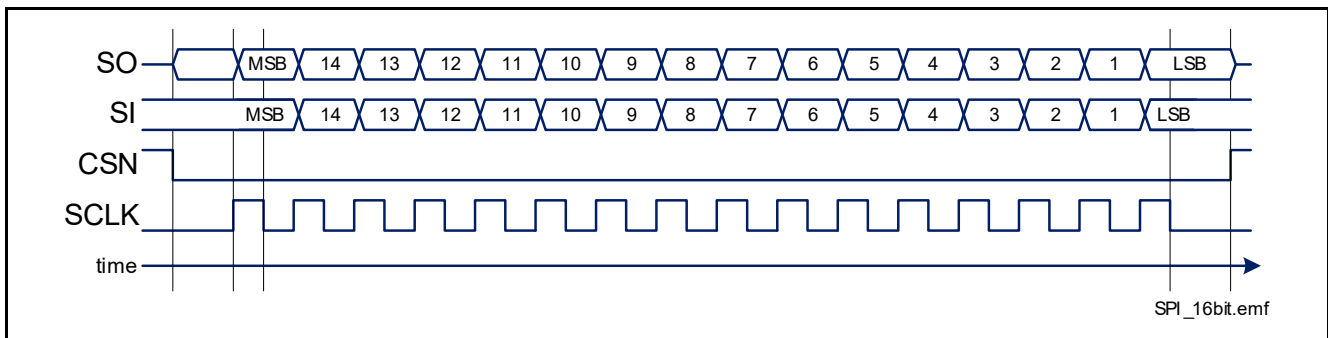 SO MSB 14 13 12 11 10 9 8 7 6 5 4 3 2 1 LSB
SI MSB 14 13 12 11 10 9 8 7 6 5 4 3 2 1 LSB
CSN
SCLK
time
SPI_16bit.emf